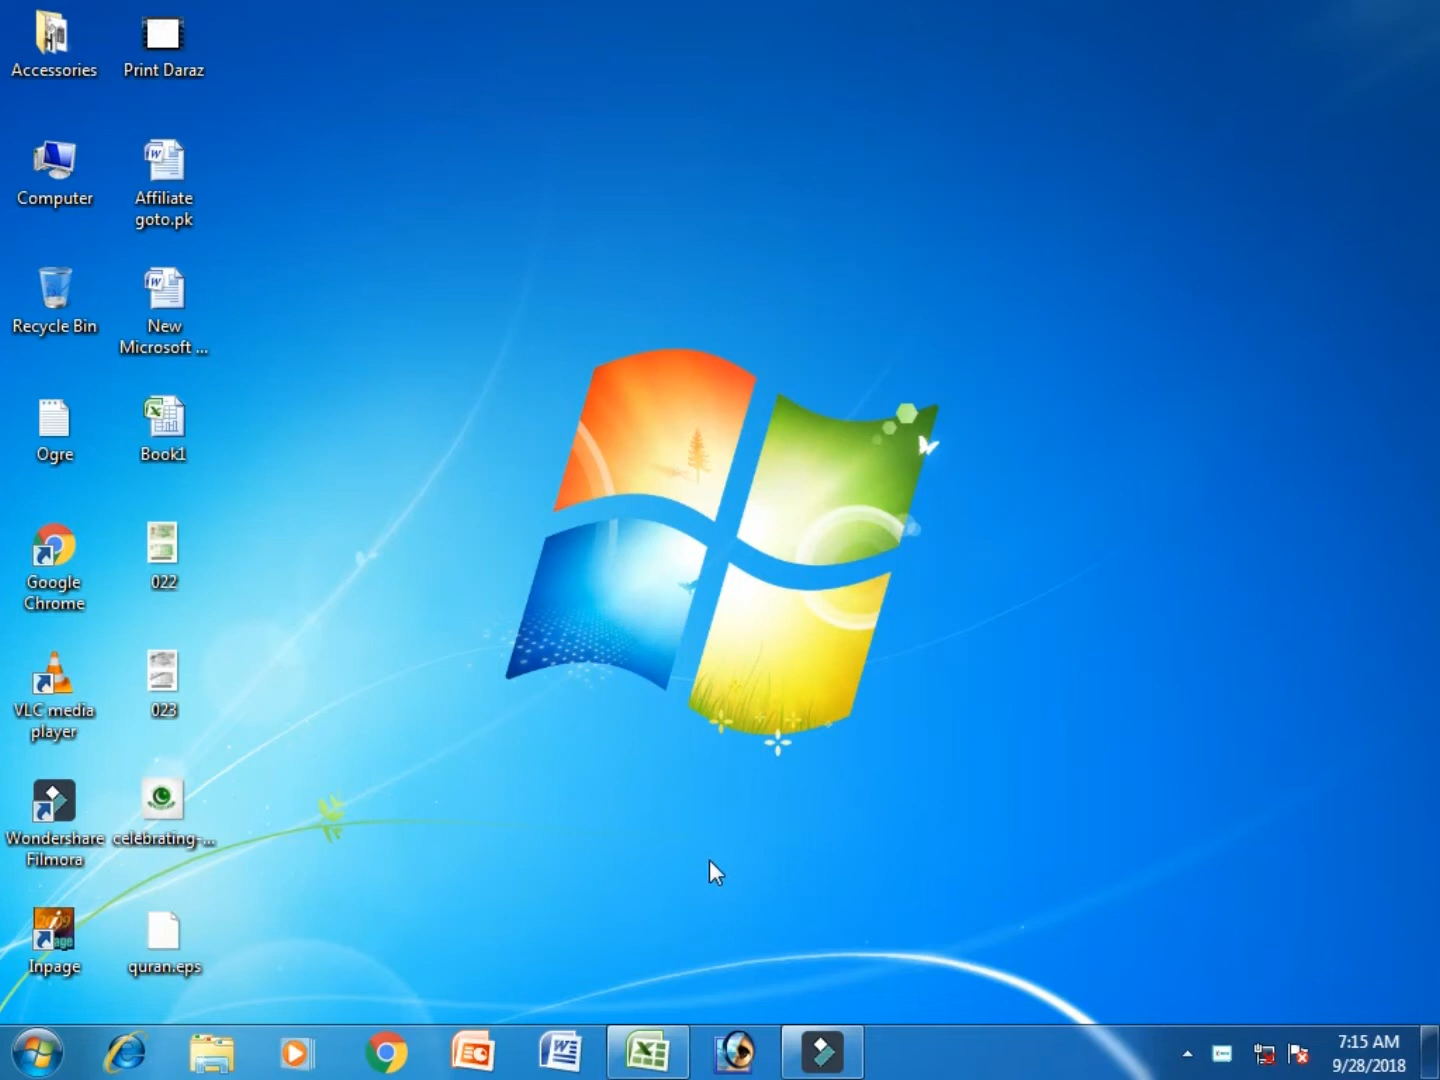 Accessories
Print Daraz
Computer
Affiliate
goto.pk
Recycle Bin
New
Microsoft ...
Ogre
Book1
Google
Chrome
022
VLC media
player
023
Wondershare
Filmora
celebrating-...
Inpage
quran.eps
7:15 AM
9/28/2018